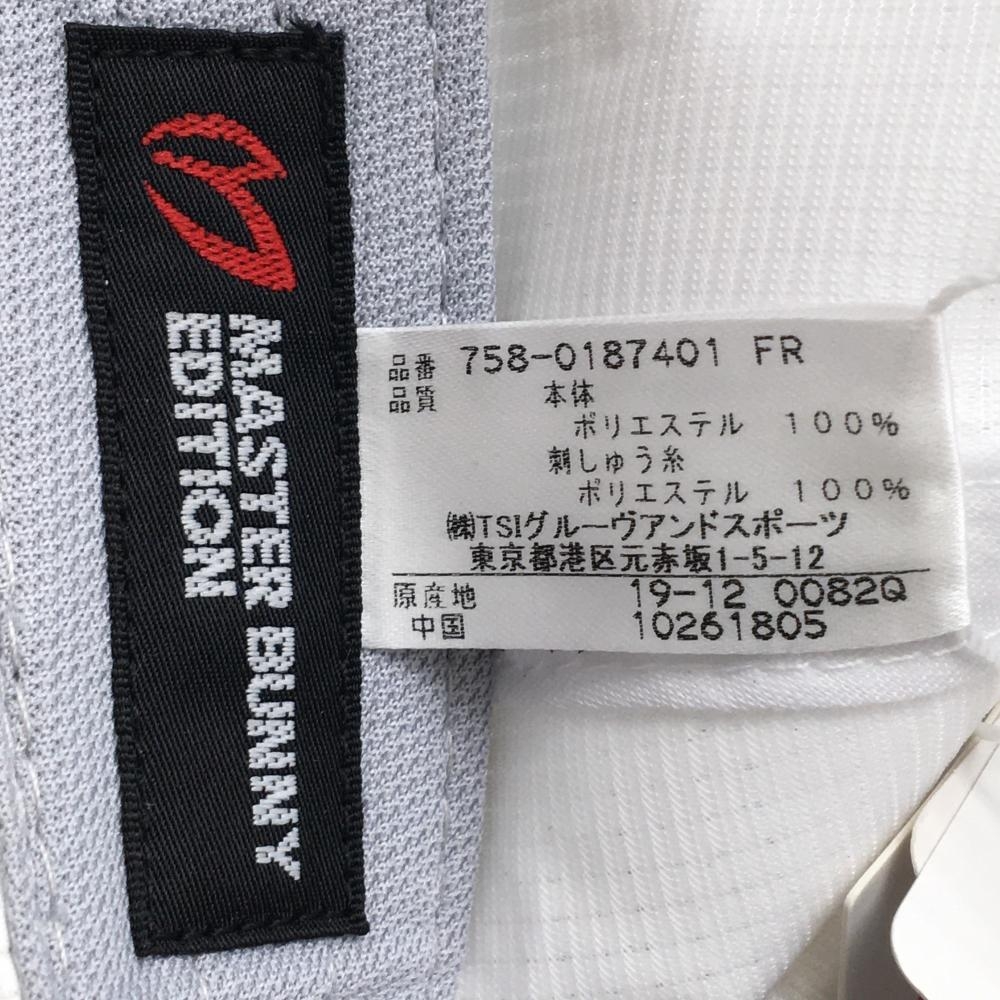 MASTER BUNNY
EDITION
品番 758-0187401 FR
品質 本体
ポリエステル 100%
刺しゅう糸
ポリエステル 100%
㈱TSIグルーヴアンドスポーツ
東京都港区元赤坂1-5-12
原産地 19-12 0082Q
中国 10261805